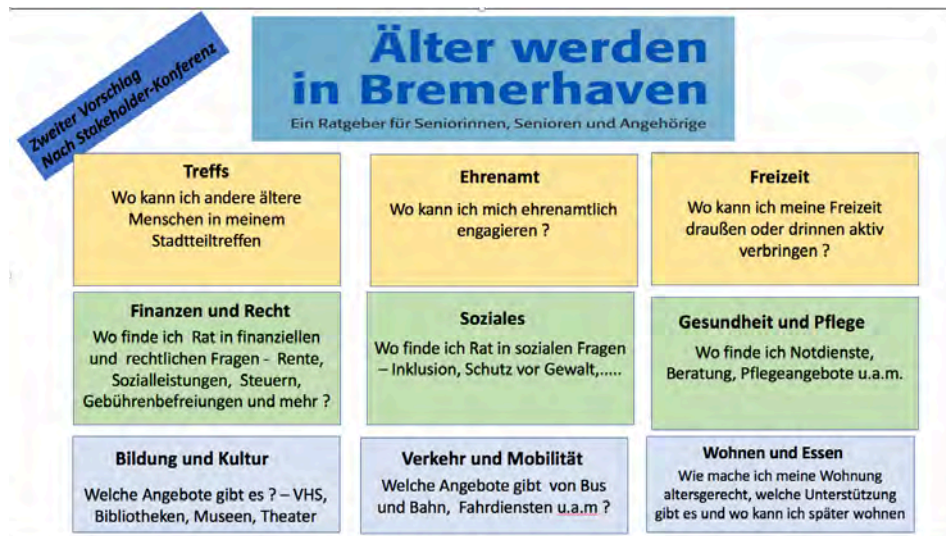 Zweiter Vorschlag
Nach Stakeholder-Konferenz
Älter werden
in Bremerhaven
Ein Ratgeber für Seniorinnen, Senioren und Angehörige
Treffs
Wo kann ich andere ältere
Menschen in meinem
Stadtteiltreffen
Ehrenamt
Wo kann ich mich ehrenamtlich
engagieren ?
Freizeit
Wo kann ich meine Freizeit
draußen oder drinnen aktiv
verbringen ?
Finanzen und Recht
Wo finde ich Rat in finanziellen
und rechtlichen Fragen - Rente,
Sozialleistungen, Steuern,
Gebührenbefreiungen und mehr ?
Soziales
Wo finde ich Rat in sozialen Fragen
– Inklusion, Schutz vor Gewalt,.....
Gesundheit und Pflege
Wo finde ich Notdienste,
Beratung, Pflegeangebote u.a.m.
Bildung und Kultur
Welche Angebote gibt es ? – VHS,
Bibliotheken, Museen, Theater
Verkehr und Mobilität
Welche Angebote gibt von Bus
und Bahn, Fahrdiensten u.a.m ?
Wohnen und Essen
Wie mache ich meine Wohnung
altersgerecht, welche Unterstützung
gibt es und wo kann ich später wohnen